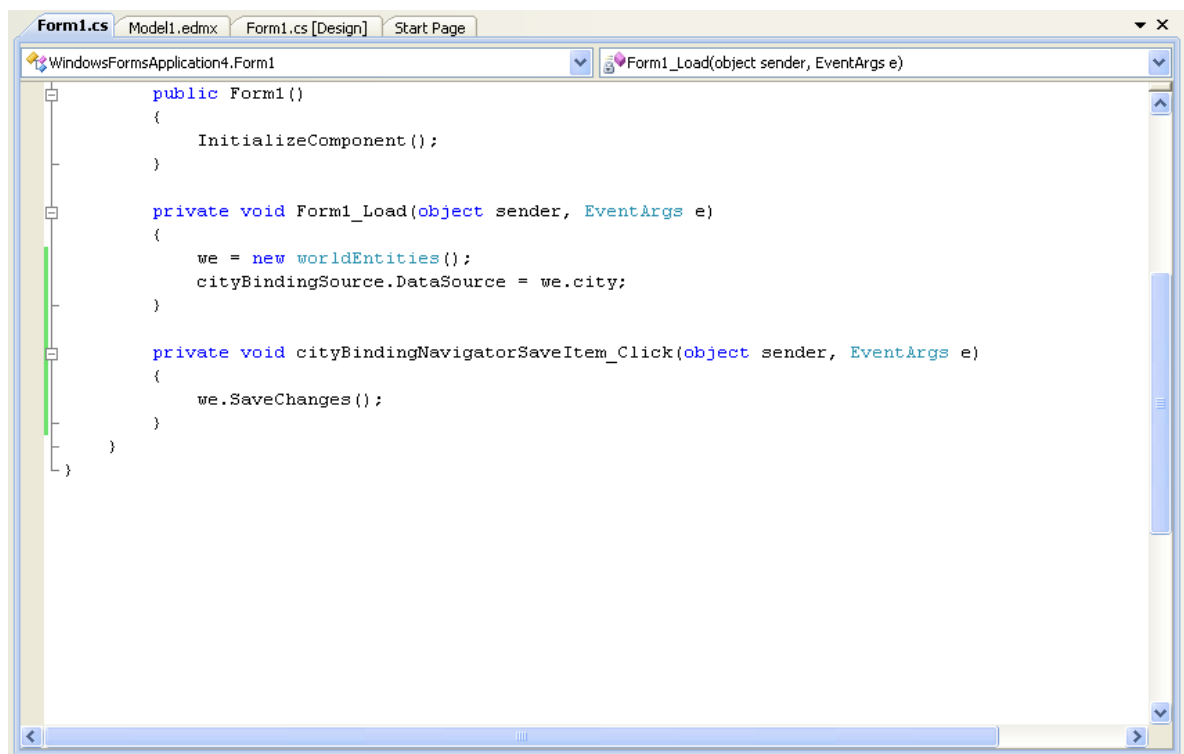 Form1.cs Model1.edmx Form1.cs [Design] Start Page
WindowsFormsApplication4.Form1 Form1_Load(object sender, EventArgs e)
public Form1()
{
InitializeComponent();
}
private void Form1_Load(object sender, EventArgs e)
{
we = new worldEntities();
cityBindingSource.DataSource = we.city;
}
private void cityBindingNavigatorSaveItem_Click(object sender, EventArgs e)
{
we.SaveChanges();
}
}
}